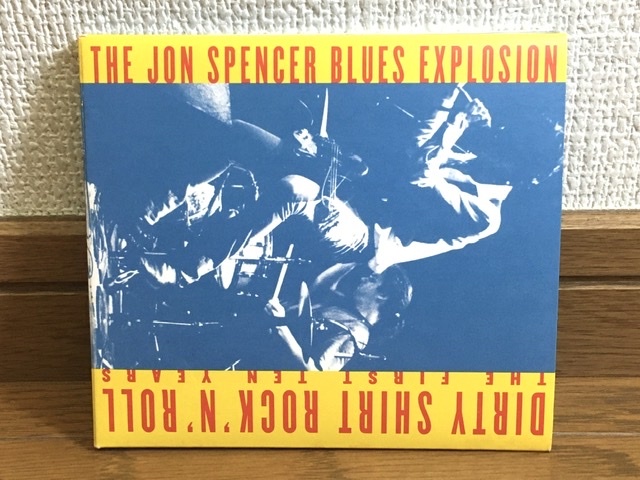 THE JON SPENCER BLUES EXPLOSION
DIRTY SHIRT ROCK 'N' ROLL
THE FIRST TEN YEARS